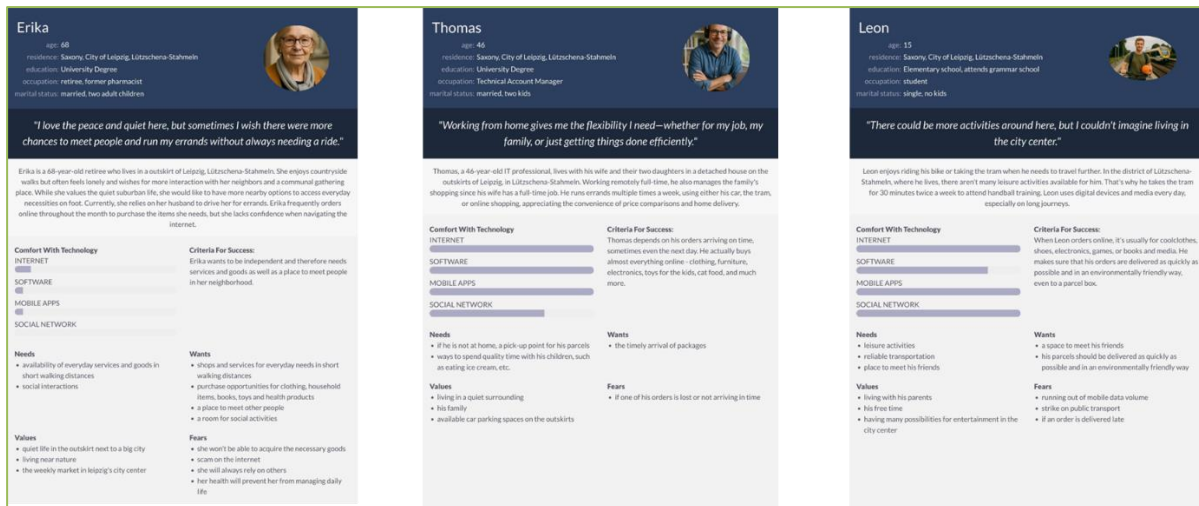 Erika
age: 68
residence: Saxony, City of Leipzig, Lützschena-Stahmeln
education: University Degree
occupation: retiree, former pharmacist
marital status: married, two adult children
"I love the peace and quiet here, but sometimes I wish there were more
chances to meet people and run my errands without always needing a ride."
Erika is a 68-year-old retiree who lives in a outskirt of Leipzig, Lützschena-Stahmeln. She enjoys countryside
walks but often feels lonely and wishes for more interaction with her neighbors and a communual gathering
place. While she values the quiet suburban life, she would like to have more nearby options to access everyday
necessities on foot. Currently, she relies on her husband to drive her for errands. Erika frequently orders
online throughout the month to purchase the items she needs, but she lacks confidence when navigating the
internet.
Comfort With Technology
INTERNET
SOFTWARE
MOBILE APPS
SOCIAL NETWORK
Criteria For Success:
Erika wants to be independent and therefore needs
services and goods as well as a place to meet people
in her neighborhood.
Needs
• availability of everyday services and goods in
short walking distances
• social interactions
Wants
• shops and services for everyday needs in short
walking distances
• purchase opportunities for clothing, household
items, books, toys and health products
• a place to meet other people
• a room for social activities
Values
• quiet life in the outskirt next to a big city
• living near nature
• the weekly market in leipzig's city center
Fears
• she won't be able to acquire the necessary goods
• scam on the internet
• she will always rely on others
• her health will prevent her from managing daily
life
Thomas
age: 46
residence: Saxony, City of Leipzig, Lützschena-Stahmeln
education: University Degree
occupation: Technical Account Manager
marital status: married, two kids
"Working from home gives me the flexibility I need—whether for my job, my
family, or just getting things done efficiently."
Thomas, a 46-year-old IT professional, lives with his wife and their two daughters in a detached house on the
outskirts of Leipzig, in Lützschena-Stahmeln. Working remotely full-time, he also manages the family's
shopping since his wife has a full-time job. He runs errands multiple times a week, using either his car, the tram,
or online shopping, appreciating the convenience of price comparisons and home delivery.
Comfort With Technology
INTERNET
SOFTWARE
MOBILE APPS
SOCIAL NETWORK
Criteria For Success:
Thomas depends on his orders arriving on time,
sometimes even the next day. He actually buys
almost everything online - clothing, furniture,
electronics, toys for the kids, cat food, and much
more.
Needs
• if he is not at home, a pick-up point for his parcels
• ways to spend quality time with his children, such
as eating ice cream, etc.
Wants
• the timely arrival of packages
Values
• living in a quiet surrounding
• his family
• available car parking spaces on the outskirts
Fears
• if one of his orders is lost or not arriving in time
Leon
age: 15
residence: Saxony, City of Leipzig, Lützschena-Stahmeln
education: Elementary school, attends grammar school
occupation: student
marital status: single, no kids
"There could be more activities around here, but I couldn't imagine living in
the city center."
Leon enjoys riding his bike or taking the tram when he needs to travel further. In the district of Lützschena-
Stahmeln, where he lives, there aren't many leisure activities available for him. That's why he takes the tram
for 30 minutes twice a week to attend handball training. Leon uses digital devices and media every day,
especially on long journeys.
Comfort With Technology
INTERNET
SOFTWARE
MOBILE APPS
SOCIAL NETWORK
Criteria For Success:
When Leon orders online, it's usually for coolclothes,
shoes, electronics, games, or books and media. He
makes sure that his orders are delivered as quickly as
possible and in an environmentally friendly way,
even to a parcel box.
Needs
• leisure activities
• reliable transportation
• place to meet his friends
Wants
• a space to meet his friends
• his parcels should be delivered as quickly as
possible and in an environmentally friendly way
Values
• living with his parents
• his free time
• having many possibilities for entertainment in the
city center
Fears
• running out of mobile data volume
• strike on public transport
• if an order is delivered late